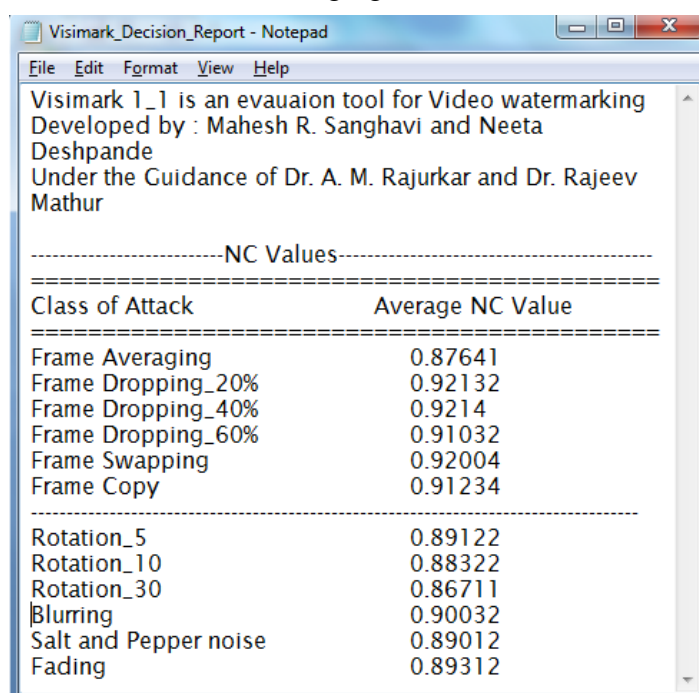 Visimark_Decision_Report - Notepad
File Edit Format View Help
Visimark 1_1 is an evauaion tool for Video watermarking
Developed by : Mahesh R. Sanghavi and Neeta
Deshpande
Under the Guidance of Dr. A. M. Rajurkar and Dr. Rajeev
Mathur
---------------------------NC Values--------------------------------------------
============================================
Class of Attack Average NC Value
============================================
Frame Averaging 0.87641
Frame Dropping_20% 0.92132
Frame Dropping_40% 0.9214
Frame Dropping_60% 0.91032
Frame Swapping 0.92004
Frame Copy 0.91234
-------------------------------------------------------------------------------------
Rotation_5 0.89122
Rotation_10 0.88322
Rotation_30 0.86711
Blurring 0.90032
Salt and Pepper noise 0.89012
Fading 0.89312